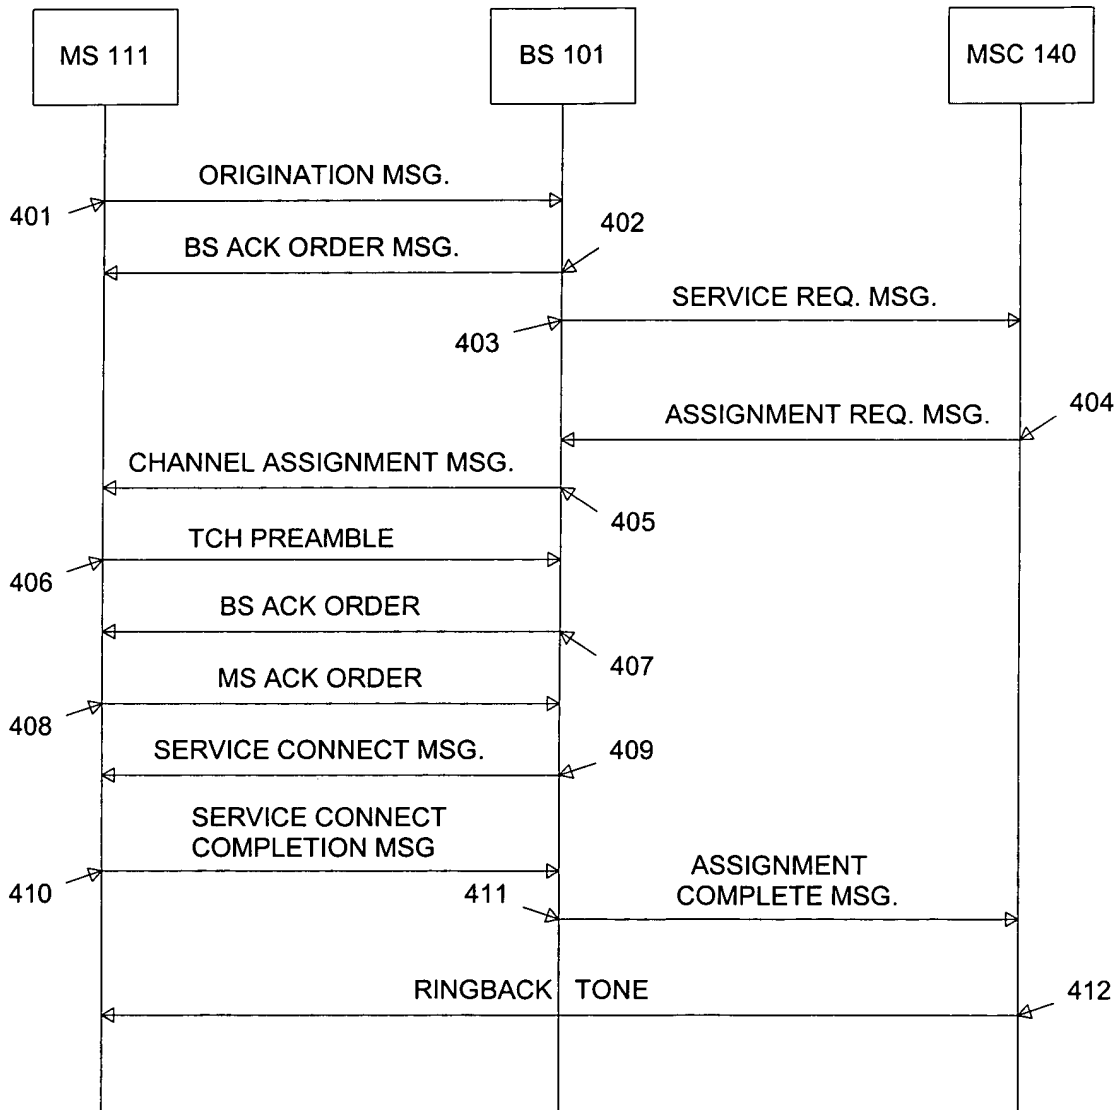 MS 111
BS 101
MSC 140
ORIGINATION MSG.
401
BS ACK ORDER MSG.
402
SERVICE REQ. MSG.
403
ASSIGNMENT REQ. MSG.
404
CHANNEL ASSIGNMENT MSG.
405
TCH PREAMBLE
406
BS ACK ORDER
407
MS ACK ORDER
408
SERVICE CONNECT MSG.
409
SERVICE CONNECT
COMPLETION MSG
410
ASSIGNMENT
COMPLETE MSG.
411
RINGBACK TONE
412